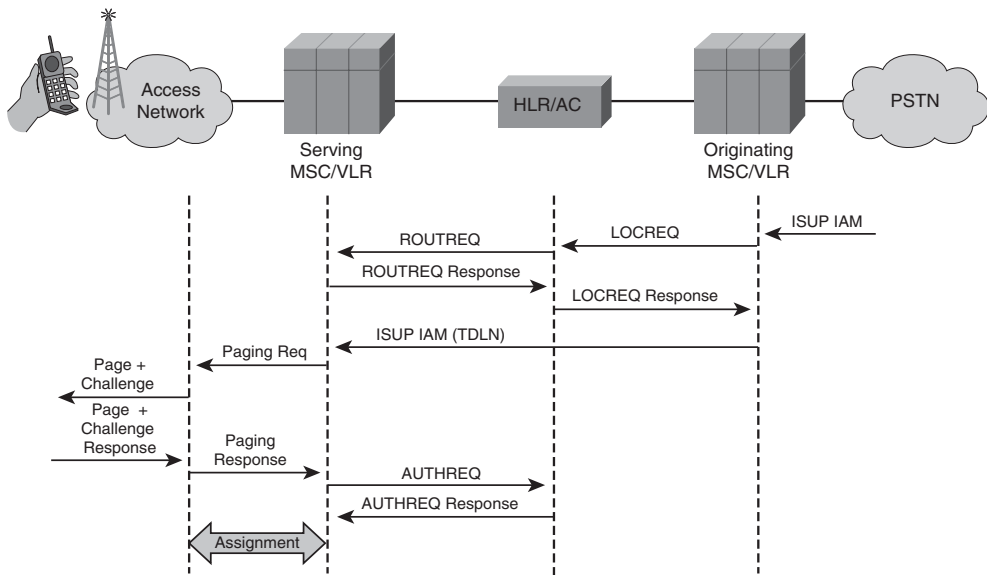 Access
Network
HLR/AC
PSTN
Serving
MSC/VLR
Originating
MSC/VLR
ISUP IAM
LOCREQ
ROUTREQ
ROUTREQ Response
LOCREQ Response
ISUP IAM (TDLN)
Paging Req
Page +
Challenge
Page +
Challenge
Response
Paging
Response
AUTHREQ
AUTHREQ Response
Assignment